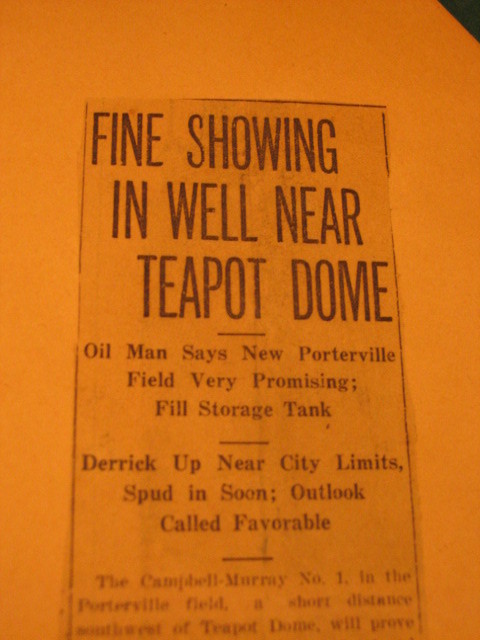 FINE SHOWING
IN WELL NEAR
TEAPOT DOME
Oil Man Says New Porterville
Field Very Promising;
Fill Storage Tank
Derrick Up Near City Limits,
Spud in Soon; Outlook
Called Favorable
The Campbell-Murray No. 1, in the
Porterville field, a short distance
southwest of Teapot Dome, will prove